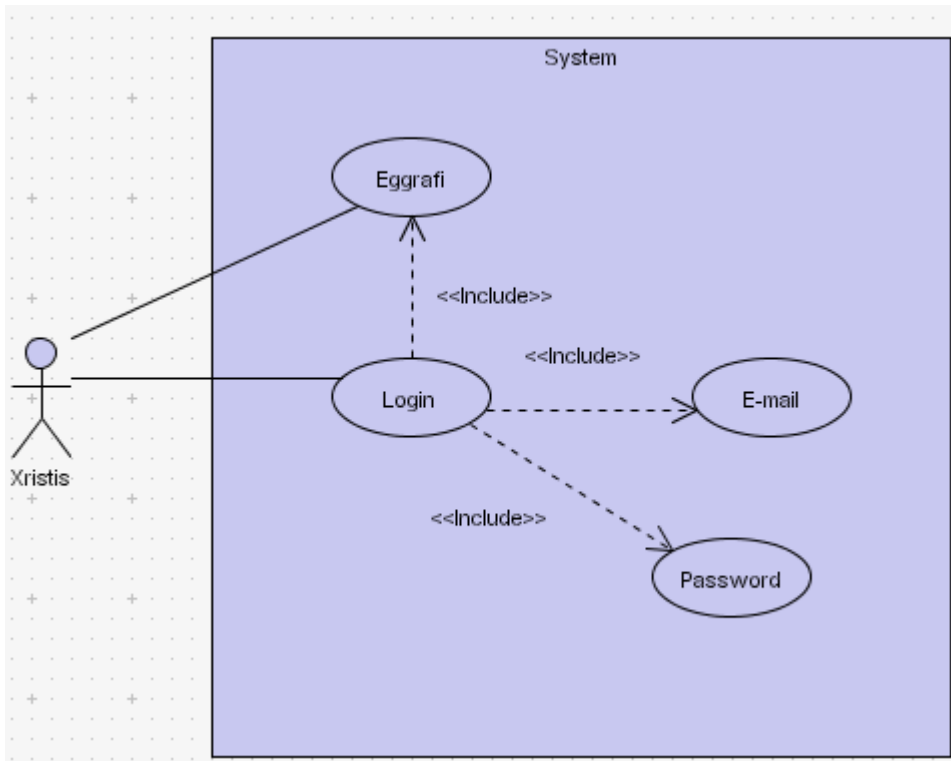 System
Eggrafi
<<Include>>
<<Include>>
Login
E-mail
Xristis
<<Include>>
Password